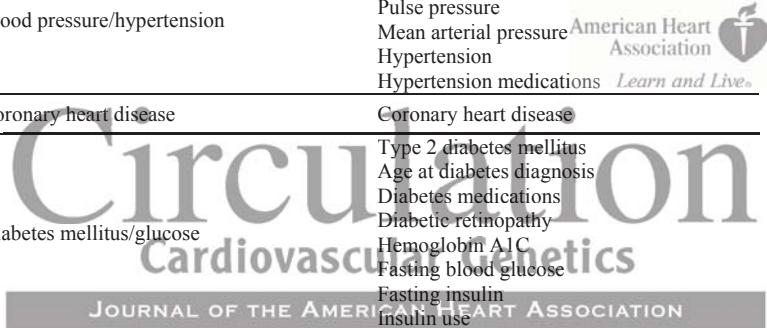 Pulse pressure
ood pressure/hypertension
Mean arterial pressure
American Heart
Association
Hypertension
Hypertension medications
Learn and Live®
oronary heart disease
Coronary heart disease
Circulation
Type 2 diabetes mellitus
Age at diabetes diagnosis
Diabetes medications
Diabetic retinopathy
abetes mellitus/glucose
Hemoglobin A1C
Cardiovascular Genetics
Fasting blood glucose
Fasting insulin
JOURNAL OF THE AMERICAN HEART ASSOCIATION
Insulin use